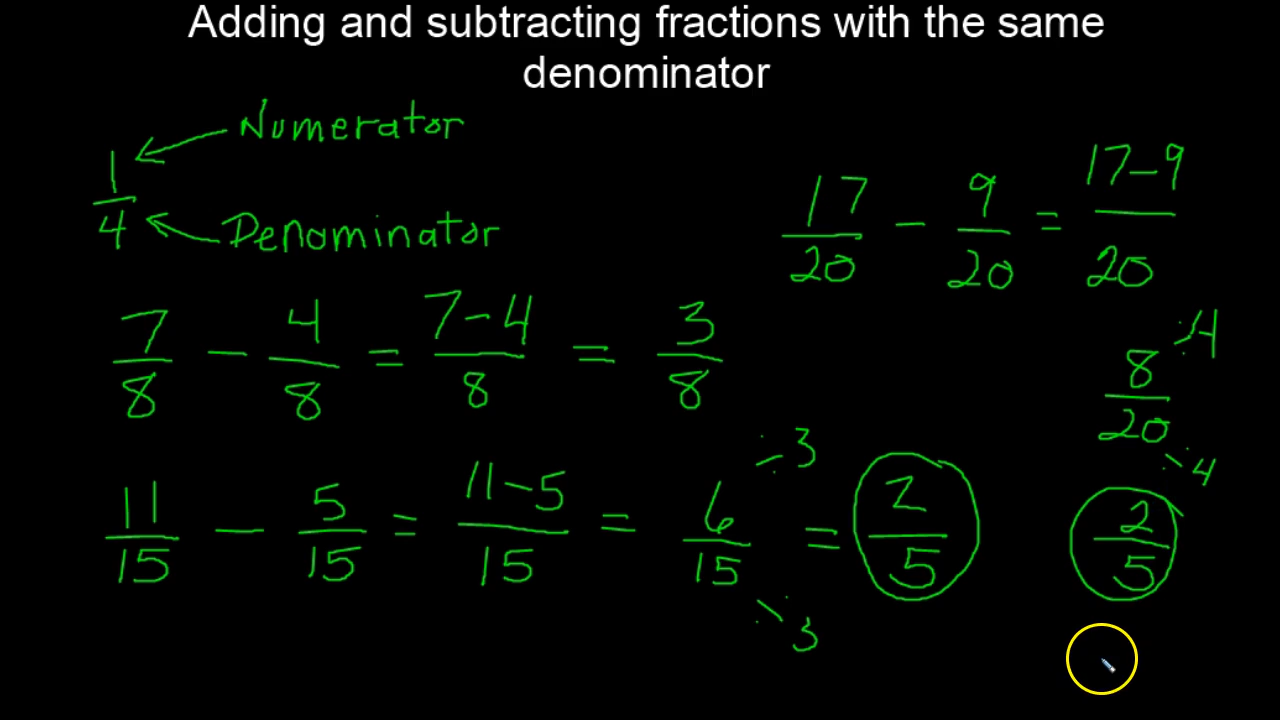 Adding and subtracting fractions with the same
denominator
Numerator
1/4
Denominator
17/20 - 9/20 = 17-9/20
÷4
8/20
÷4
2/5
7/8 - 4/8 = 7-4/8 = 3/8
÷3
11/15 - 5/15 = 11-5/15 = 6/15 = 2/5
÷3